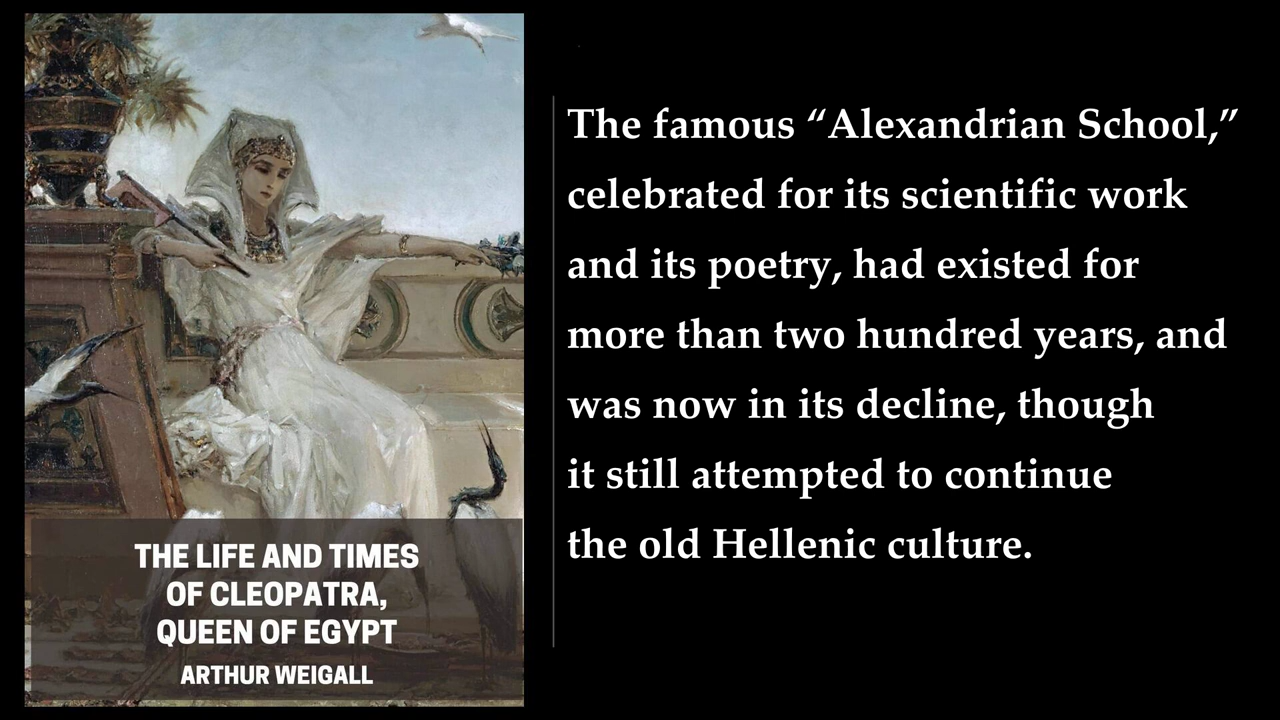 THE LIFE AND TIMES
OF CLEOPATRA,
QUEEN OF EGYPT
ARTHUR WEIGALL
The famous “Alexandrian School,”
celebrated for its scientific work
and its poetry, had existed for
more than two hundred years, and
was now in its decline, though
it still attempted to continue
the old Hellenic culture.